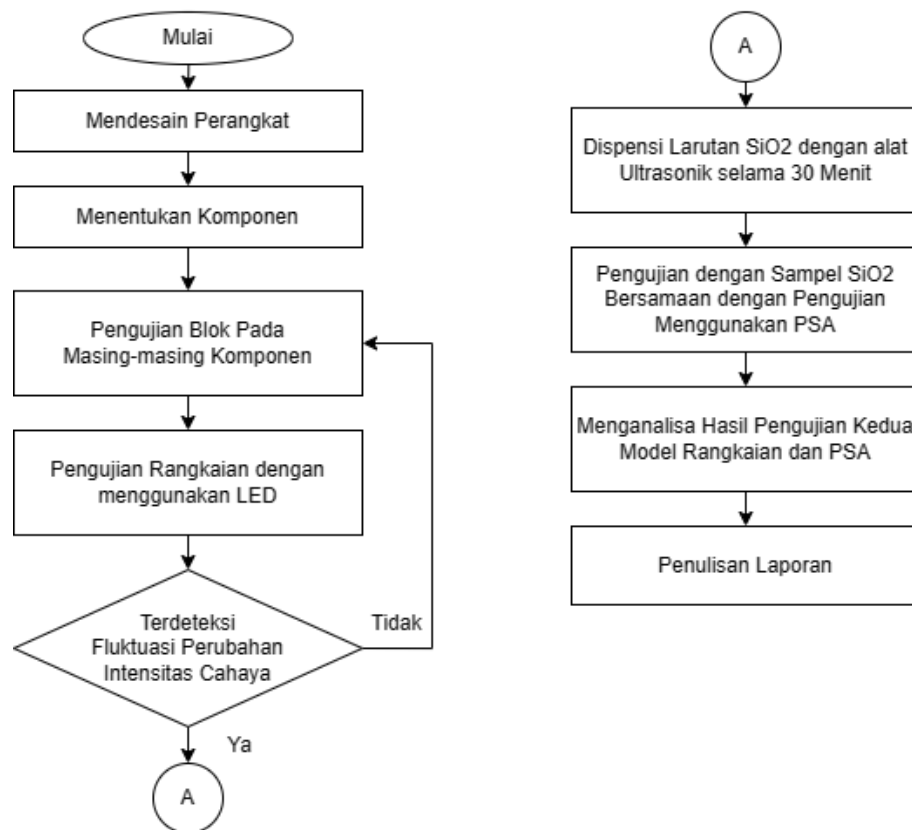 Mulai
Mendesain Perangkat
Menentukan Komponen
Pengujian Blok Pada
Masing-masing Komponen
Pengujian Rangkaian dengan
menggunakan LED
Terdeteksi
Fluktuasi Perubahan
Intensitas Cahaya
Tidak
Ya
A
A
Dispensi Larutan SiO2 dengan alat
Ultrasonik selama 30 Menit
Pengujian dengan Sampel SiO2
Bersamaan dengan Pengujian
Menggunakan PSA
Menganalisa Hasil Pengujian Kedua
Model Rangkaian dan PSA
Penulisan Laporan